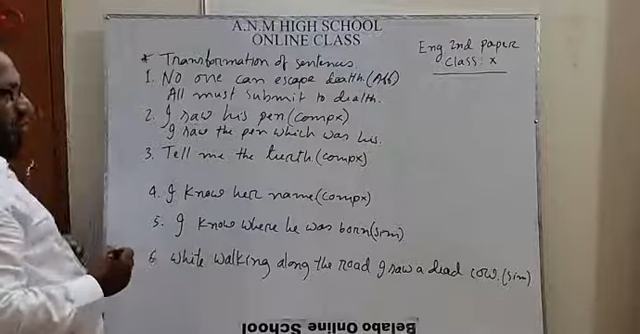 A.N.M HIGH SCHOOL
ONLINE CLASS
Eng 2nd paper
Class: X
* Transformation of sentences
1. No one can escape death. (Aff)
All must submit to death.
2. I saw his pen (compx)
I saw the pen which was his.
3. Tell me the truth. (compx)
4. I know her name (compx)
5. I know where he was born (sim)
6. While walking along the road I saw a dead cow. (sim)
Belabo Online School